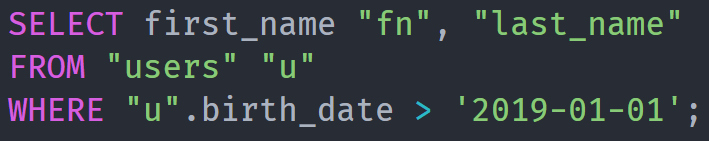 SELECT first_name "fn", "last_name"
FROM "users" "u"
WHERE "u".birth_date > '2019-01-01';